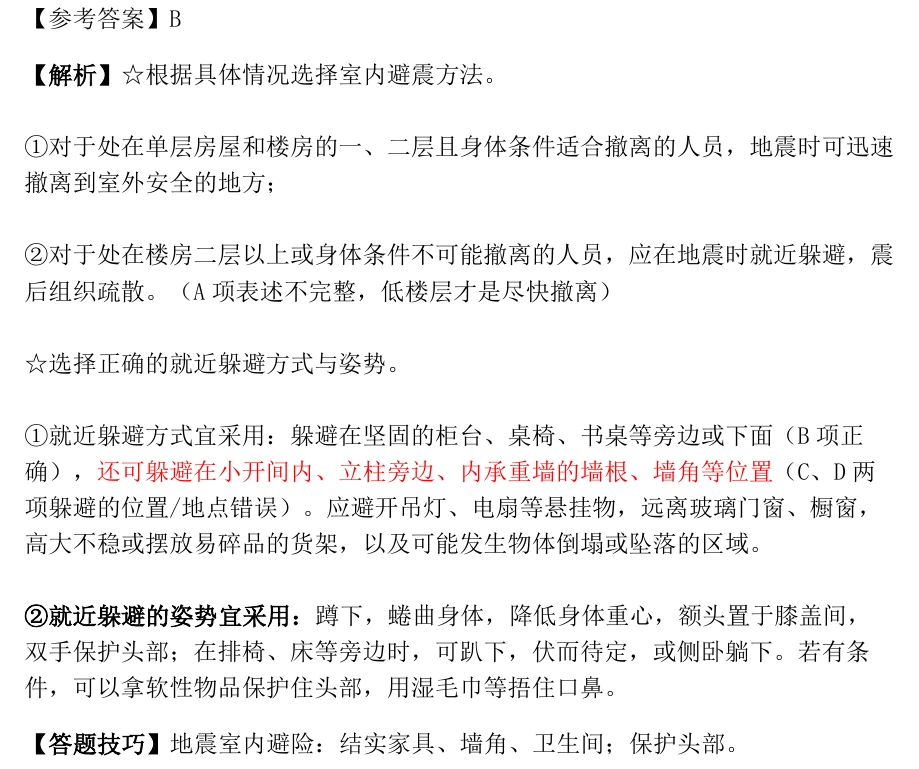 【参考答案】B
【解析】☆根据具体情况选择室内避震方法。
①对于处在单层房屋和楼房的一、二层且身体条件适合撤离的人员，地震时可迅速
撤离到室外安全的地方；
②对于处在楼房二层以上或身体条件不可能撤离的人员，应在地震时就近躲避，震
后组织疏散。（A 项表述不完整，低楼层才是尽快撤离）
☆选择正确的就近躲避方式与姿势。
①就近躲避方式宜采用：躲避在坚固的柜台、桌椅、书桌等旁边或下面（B 项正
确），还可躲避在小开间内、立柱旁边、内承重墙的墙根、墙角等位置（C、D 两
项躲避的位置/地点错误）。应避开吊灯、电扇等悬挂物，远离玻璃门窗、橱窗，
高大不稳或摆放易碎品的货架，以及可能发生物体倒塌或坠落的区域。
②就近躲避的姿势宜采用：蹲下，蜷曲身体，降低身体重心，额头置于膝盖间，
双手保护头部；在排椅、床等旁边时，可趴下，伏而待定，或侧卧躺下。若有条
件，可以拿软性物品保护住头部，用湿毛巾等捂住口鼻。
【答题技巧】地震室内避险：结实家具、墙角、卫生间；保护头部。